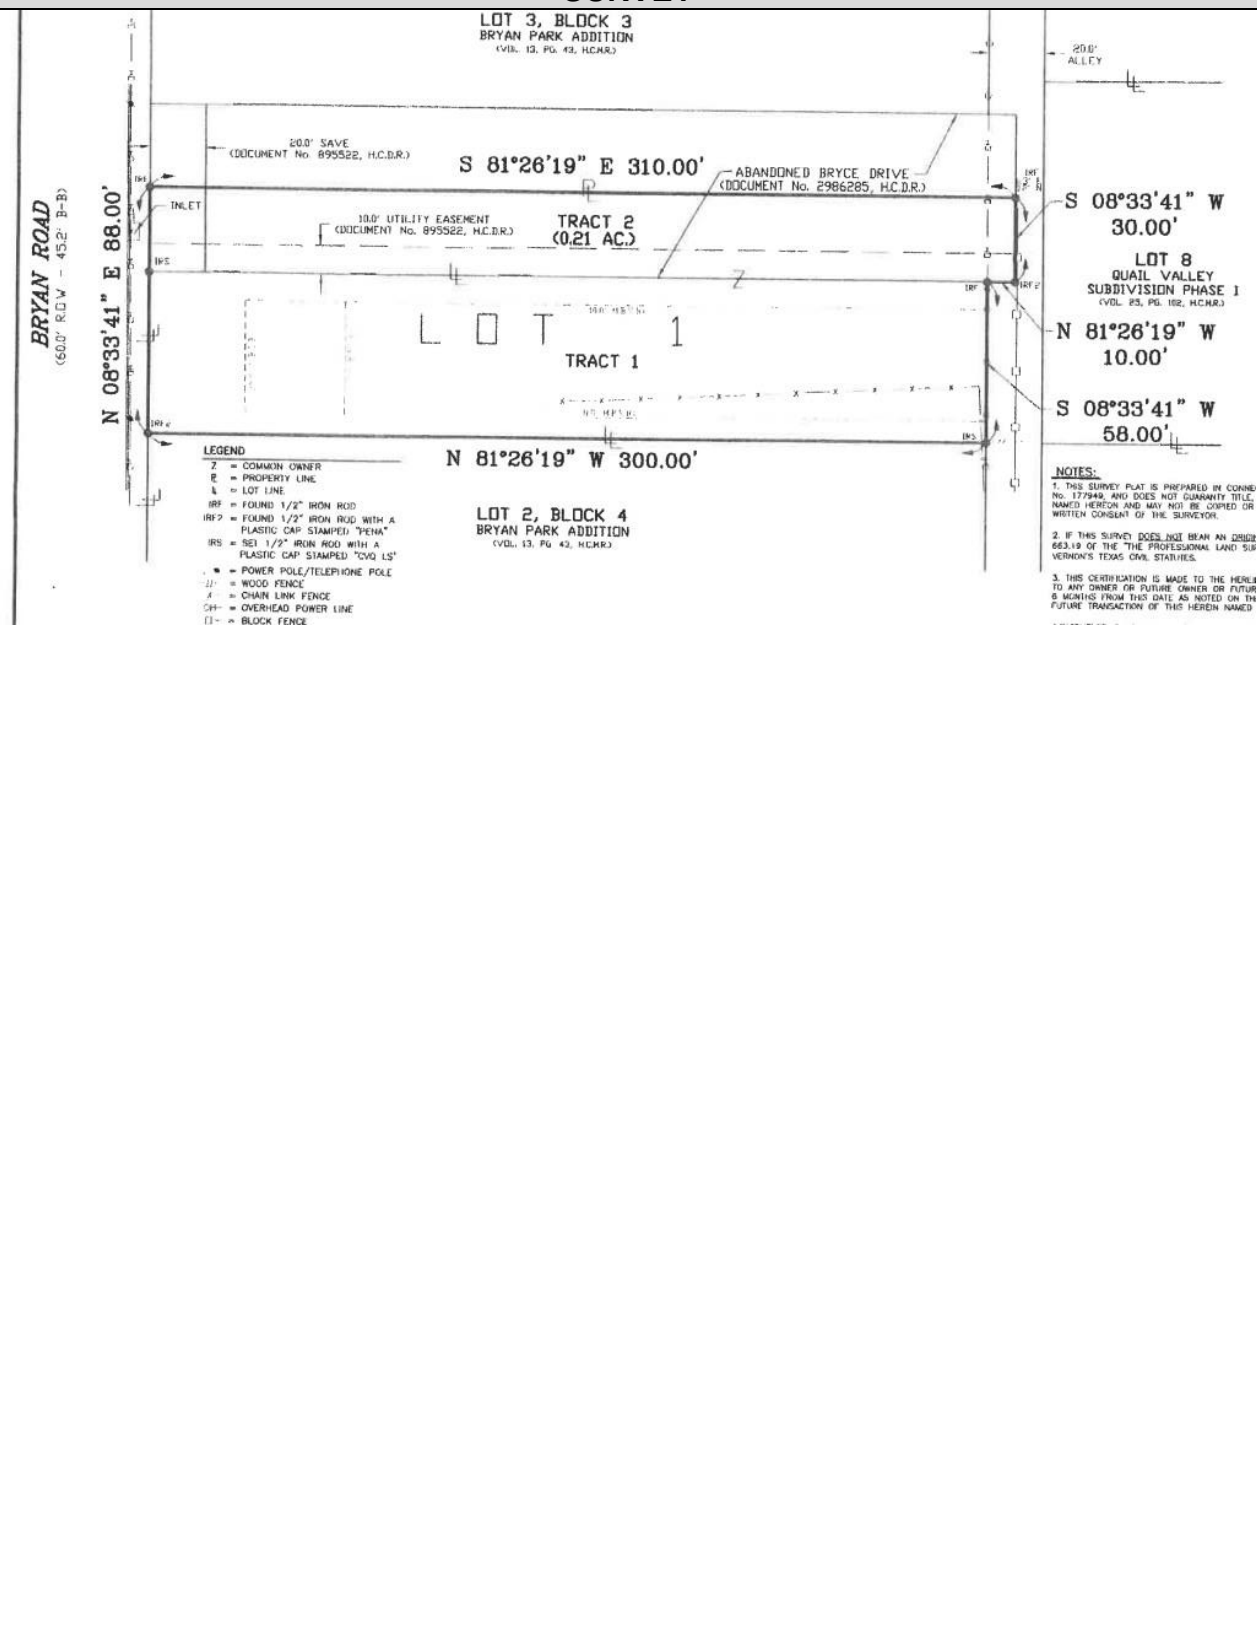 SURVEY
LOT 3, BLOCK 3
BRYAN PARK ADDITION
(VOL. 13, PG. 43, H.C.M.R.)
20.0'
ALLEY
20.0' SAVE
(DOCUMENT No. 895522, H.C.D.R.)
S 81°26'19" E 310.00'
ABANDONED BRYCE DRIVE
(DOCUMENT No. 2986285, H.C.D.R.)
IRF
IRF
INLET
10.0' UTILITY EASEMENT
(DOCUMENT No. 895522, H.C.D.R.)
TRACT 2
(0.21 AC.)
S 08°33'41" W
30.00'
LOT 8
QUAIL VALLEY
SUBDIVISION PHASE I
(VOL. 25, PG. 102, H.C.M.R.)
BRYAN ROAD
(60.0' R.O.W - 45.2' B-B)
N 08°33'41" E 88.00'
IRS
Z
IRF
IRF2
LOT 1
TRACT 1
N 81°26'19" W
10.00'
S 08°33'41" W
58.00'
IRF2
IRS
N 81°26'19" W 300.00'
LOT 2, BLOCK 4
BRYAN PARK ADDITION
(VOL. 13, PG 43, H.C.M.R.)
LEGEND
Z = COMMON OWNER
= PROPERTY LINE
= LOT LINE
IRF = FOUND 1/2" IRON ROD
IRF2 = FOUND 1/2" IRON ROD WITH A
PLASTIC CAP STAMPED "PENA"
IRS = SET 1/2" IRON ROD WITH A
PLASTIC CAP STAMPED "CVQ LS"
= POWER POLE/TELEPHONE POLE
-//- = WOOD FENCE
X = CHAIN LINK FENCE
OH- = OVERHEAD POWER LINE
= BLOCK FENCE
NOTES:
1. THIS SURVEY PLAT IS PREPARED IN CONNE
No. 177949, AND DOES NOT GUARANTY TITLE,
NAMED HEREON AND MAY NOT BE COPIED OR
WRITTEN CONSENT OF THE SURVEYOR.
2. IF THIS SURVEY DOES NOT BEAR AN ORIGIN
663.19 OF THE "THE PROFESSIONAL LAND SUR
VERNON'S TEXAS CIVIL STATUTES.
3. THIS CERTIFICATION IS MADE TO THE HEREI
TO ANY OWNER OR FUTURE OWNER OR FUTUR
6 MONTHS FROM THIS DATE AS NOTED ON TH
FUTURE TRANSACTION OF THIS HEREIN NAMED